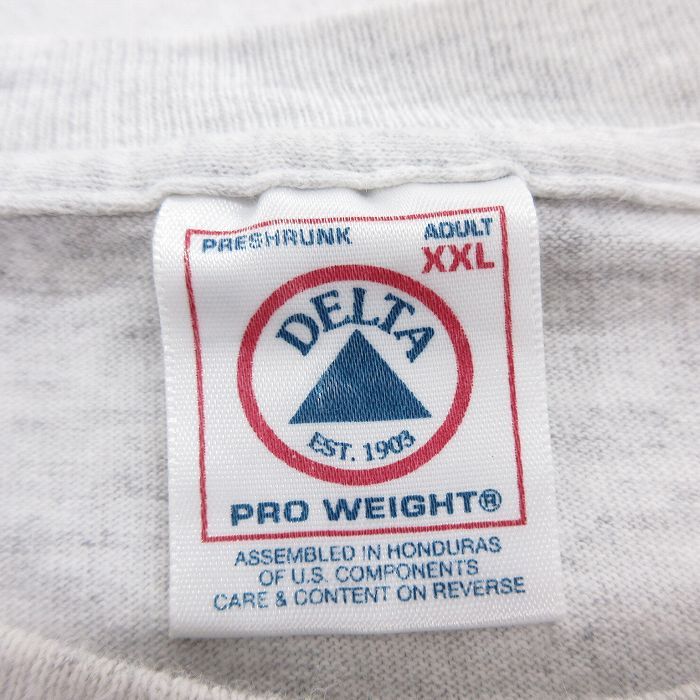 PRESHRUNK ADULT
XXL
DELTA
EST. 1903
PRO WEIGHT®
ASSEMBLED IN HONDURAS
OF U.S. COMPONENTS
CARE & CONTENT ON REVERSE